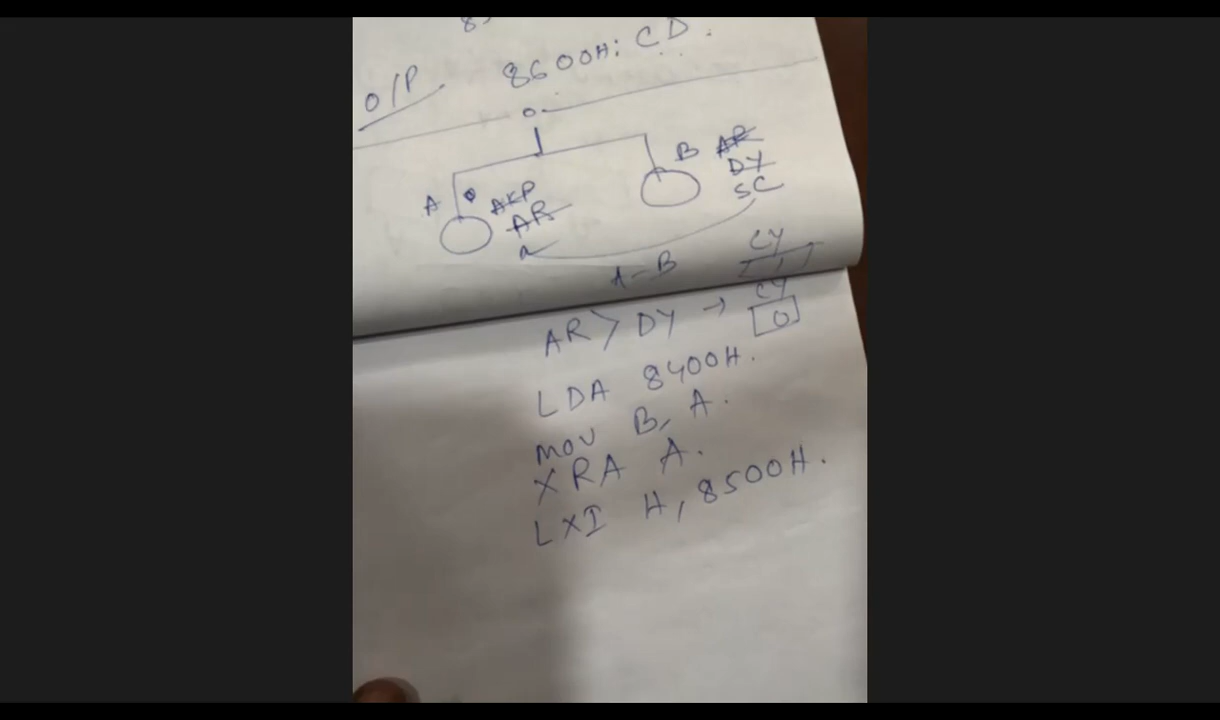 O/P 8600H: CD.
A
AKP
AR
B
AR
DY
SC
A-B
CY
AR > DY → CY
0
LDA 8400H.
MOV B, A.
XRA A.
LXI H, 8500H.